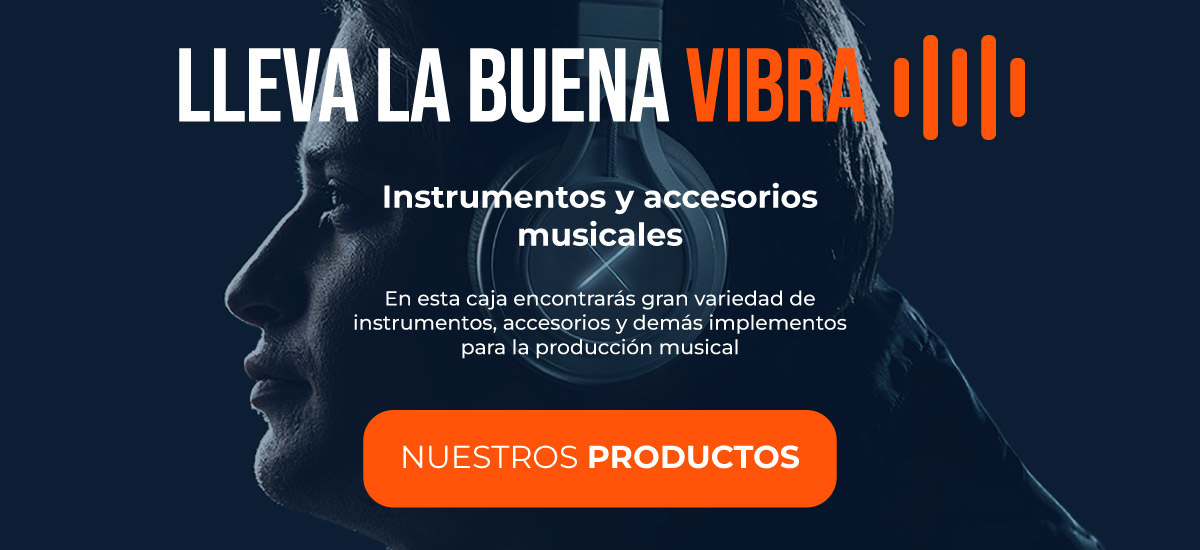 LLEVA LA BUENA VIBRA
Instrumentos y accesorios
musicales
En esta caja encontrarás gran variedad de
instrumentos, accesorios y demás implementos
para la producción musical
NUESTROS PRODUCTOS